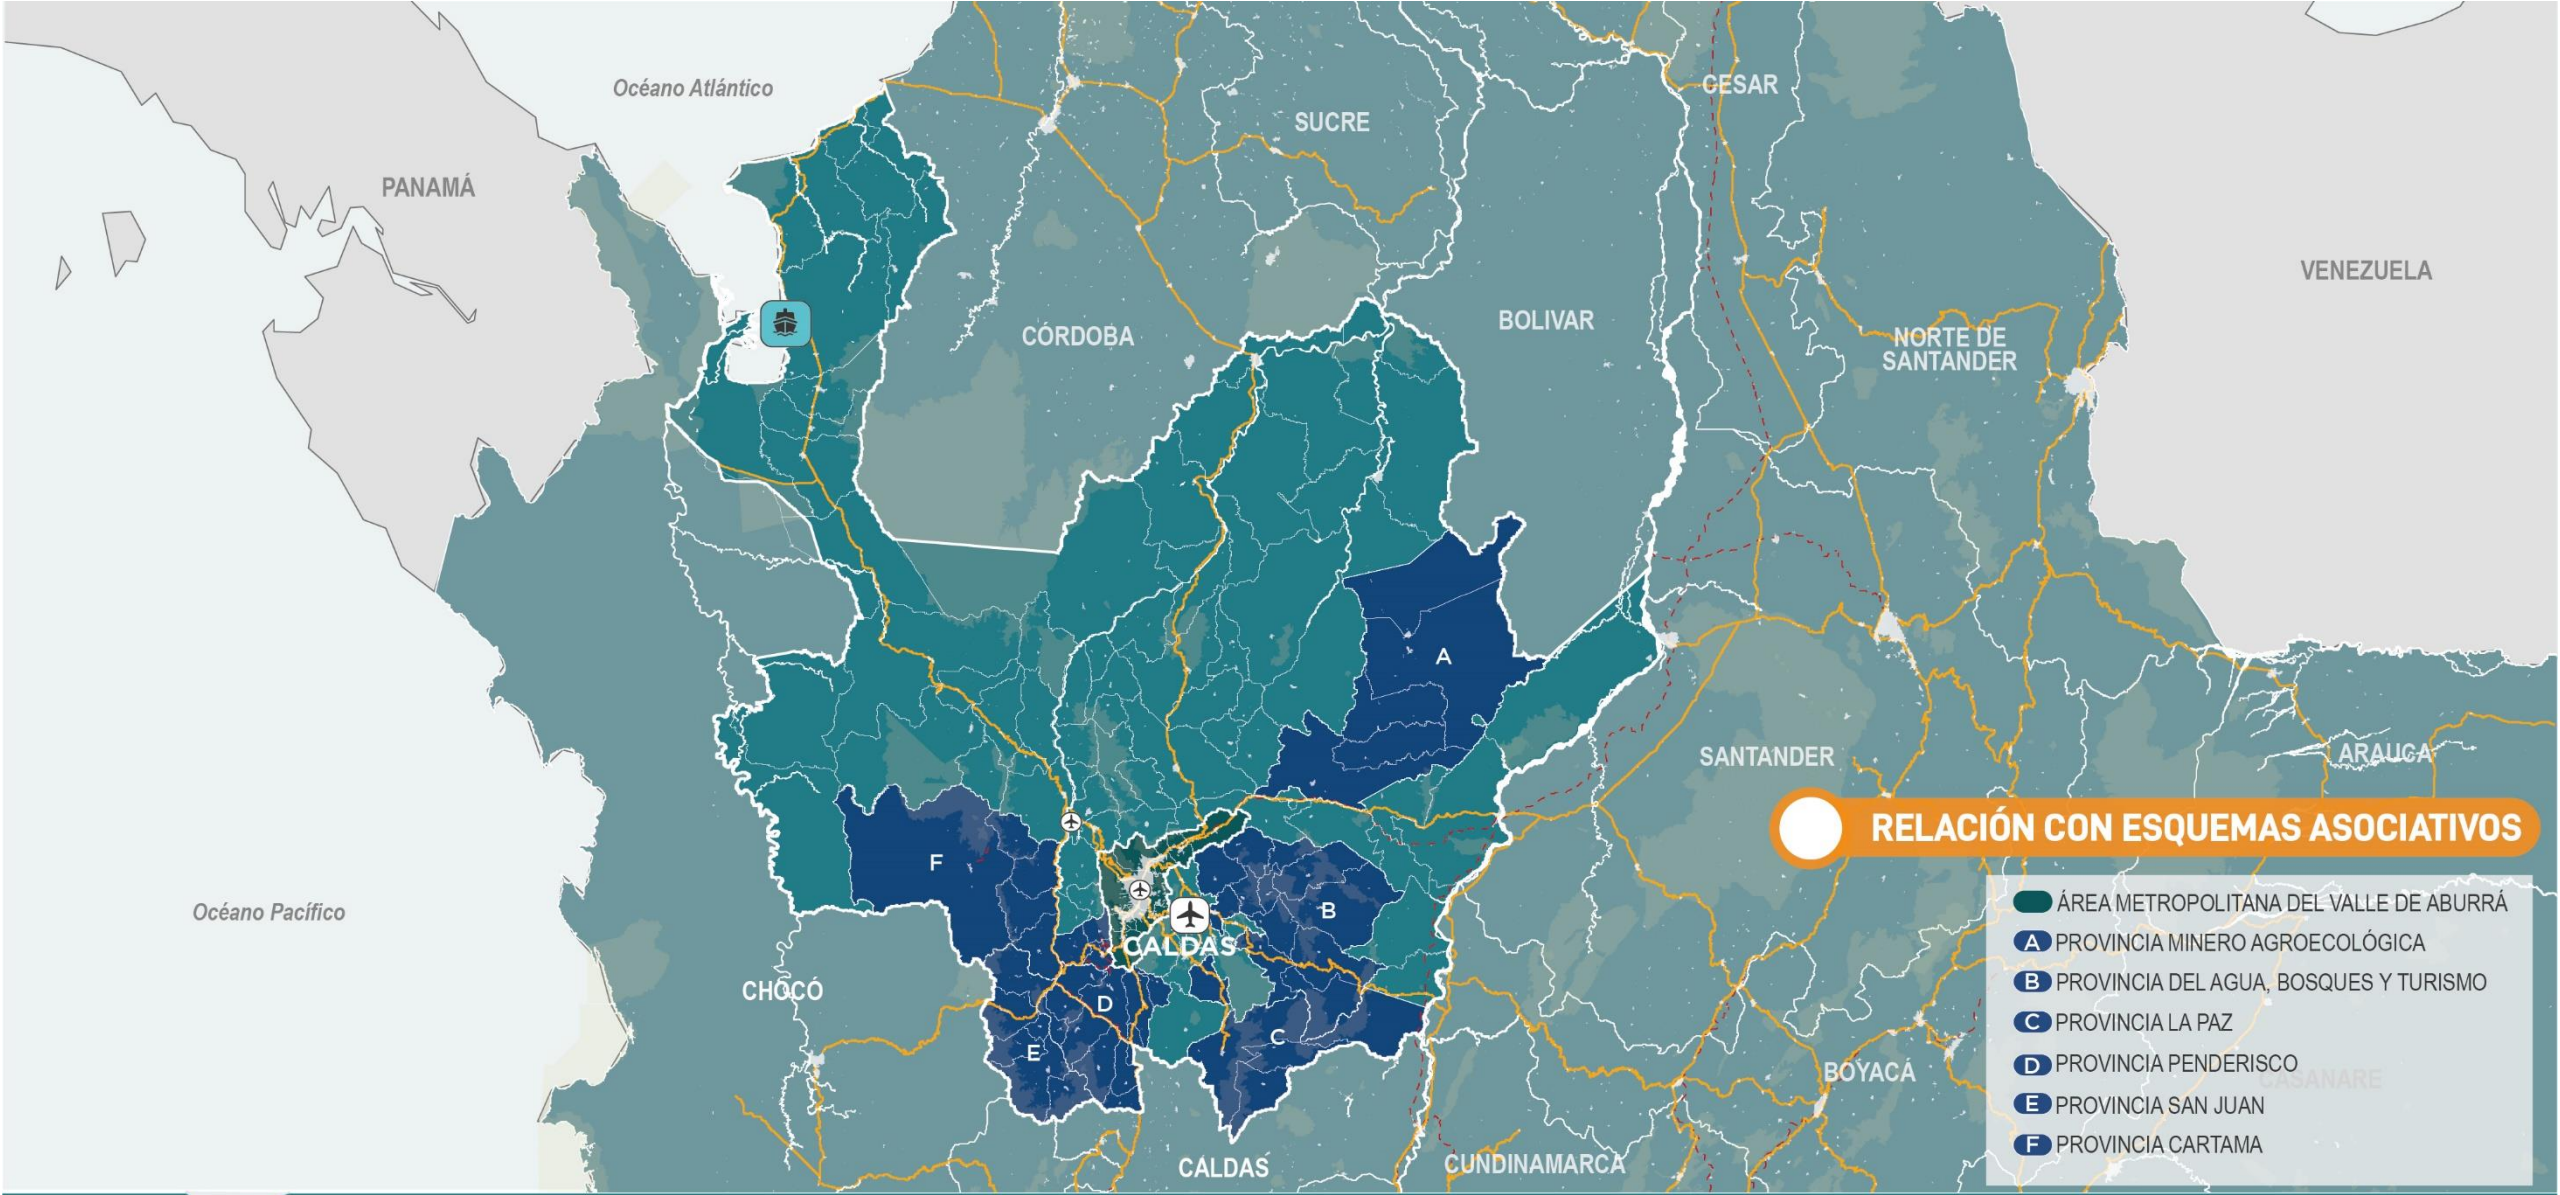 Océano Atlántico
CESAR
SUCRE
PANAMÁ
VENEZUELA
BOLIVAR
CÓRDOBA
NORTE DE
SANTANDER
A
SANTANDER
ARAUCA
RELACIÓN CON ESQUEMAS ASOCIATIVOS
F
B
Océano Pacífico
CALDAS
CHOCÓ
D
C
E
BOYACÁ
CASANARE
CALDAS
CUNDINAMARCA
ÁREA METROPOLITANA DEL VALLE DE ABURRÁ
A PROVINCIA MINERO AGROECOLÓGICA
B PROVINCIA DEL AGUA, BOSQUES Y TURISMO
C PROVINCIA LA PAZ
D PROVINCIA PENDERISCO
E PROVINCIA SAN JUAN
F PROVINCIA CARTAMA